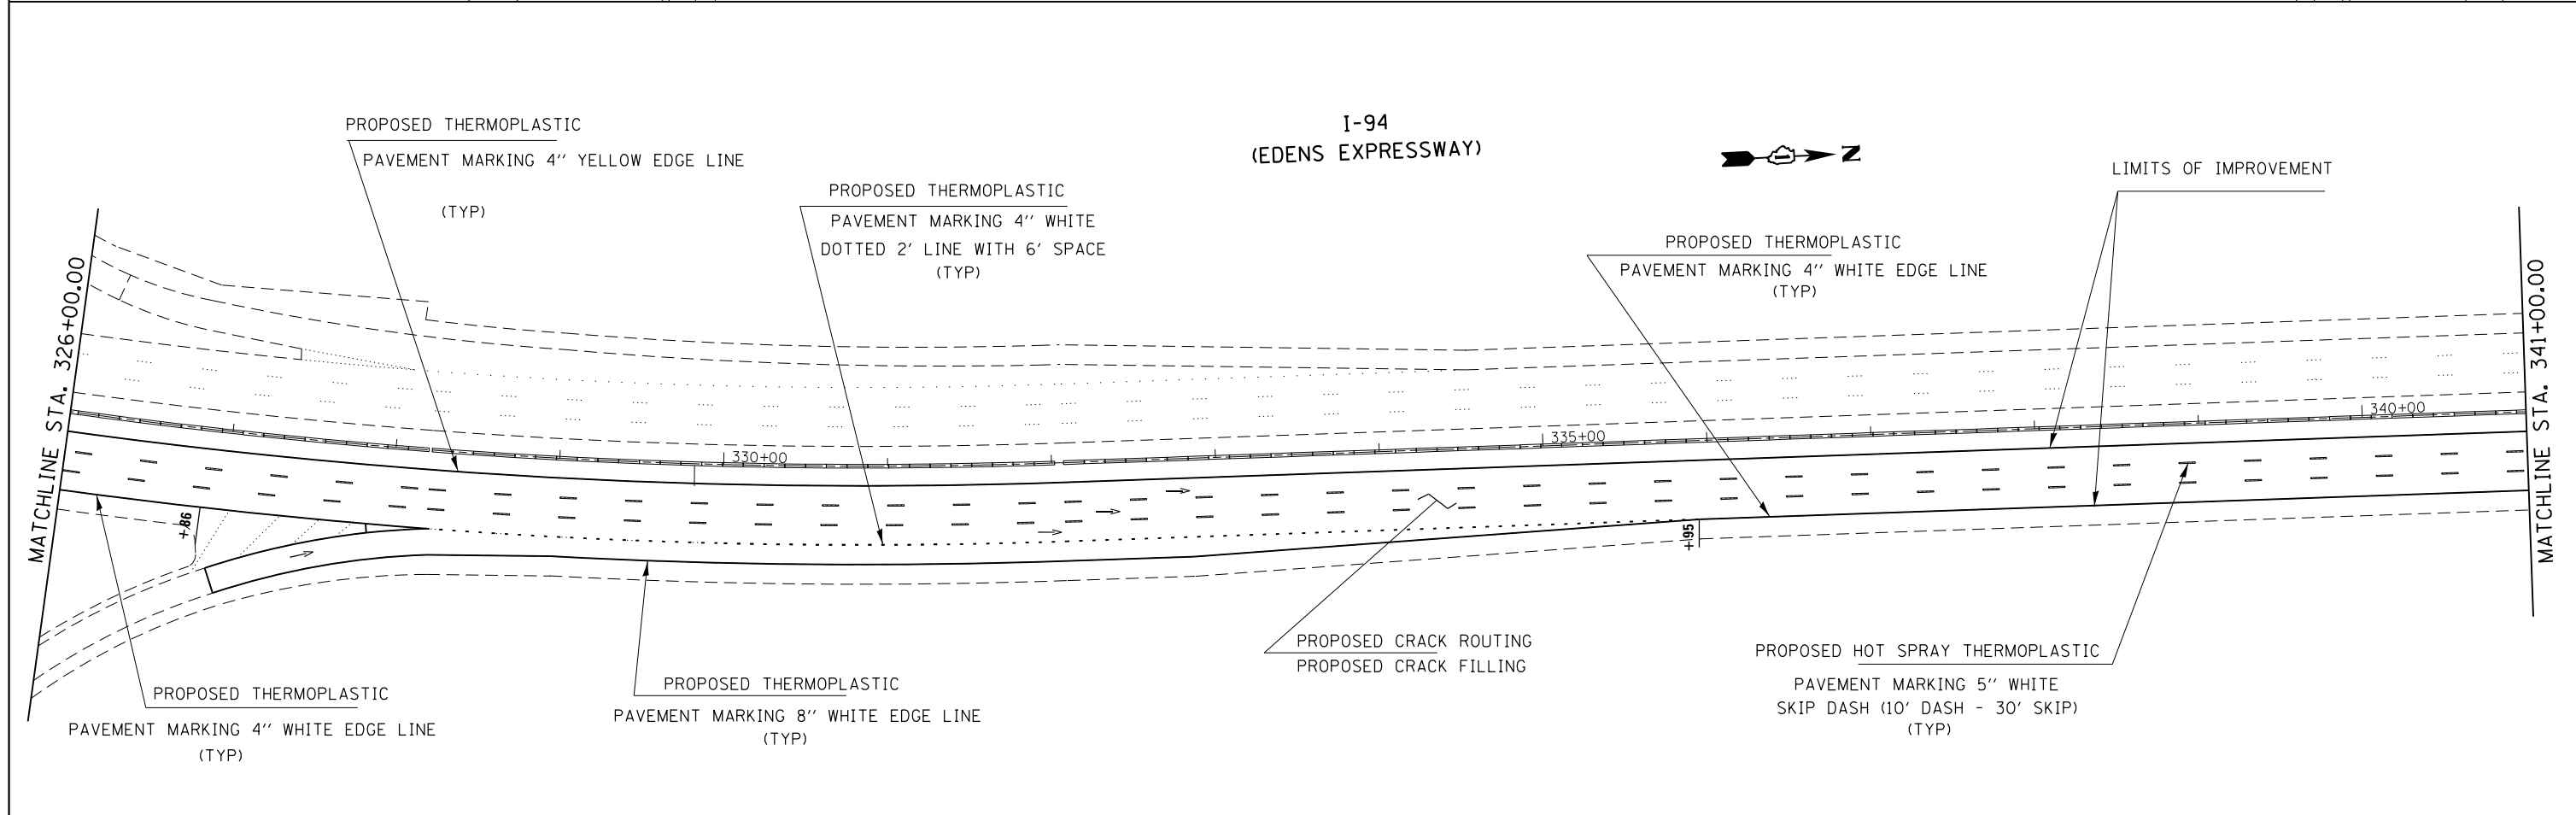 I-94
(EDENS EXPRESSWAY)
N
PROPOSED THERMOPLASTIC
PAVEMENT MARKING 4'' YELLOW EDGE LINE
(TYP)
PROPOSED THERMOPLASTIC
PAVEMENT MARKING 4'' WHITE
DOTTED 2' LINE WITH 6' SPACE
(TYP)
PROPOSED THERMOPLASTIC
PAVEMENT MARKING 4'' WHITE EDGE LINE
(TYP)
LIMITS OF IMPROVEMENT
MATCHLINE STA. 326+00.00
MATCHLINE STA. 341+00.00
330+00
335+00
340+00
+86
+95
PROPOSED THERMOPLASTIC
PAVEMENT MARKING 4'' WHITE EDGE LINE
(TYP)
PROPOSED THERMOPLASTIC
PAVEMENT MARKING 8'' WHITE EDGE LINE
(TYP)
PROPOSED CRACK ROUTING
PROPOSED CRACK FILLING
PROPOSED HOT SPRAY THERMOPLASTIC
PAVEMENT MARKING 5'' WHITE
SKIP DASH (10' DASH - 30' SKIP)
(TYP)